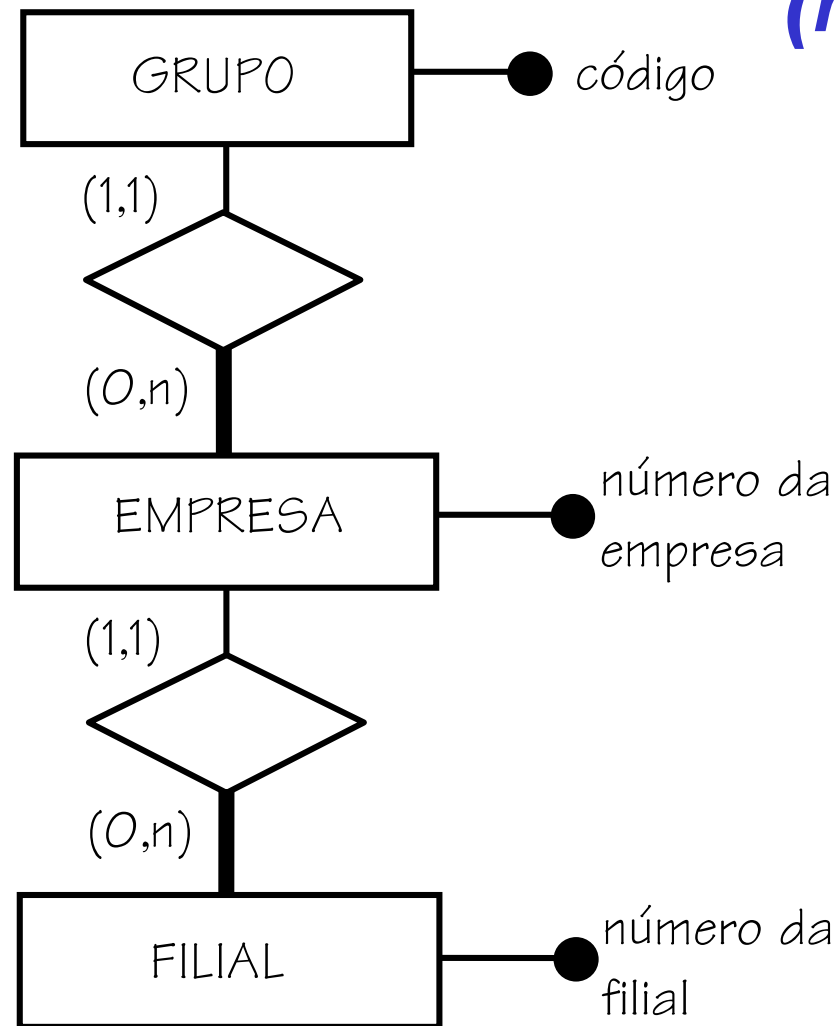 GRUPO
código
(1,1)
(0,n)
EMPRESA
número da
empresa
(1,1)
(0,n)
FILIAL
número da
filial